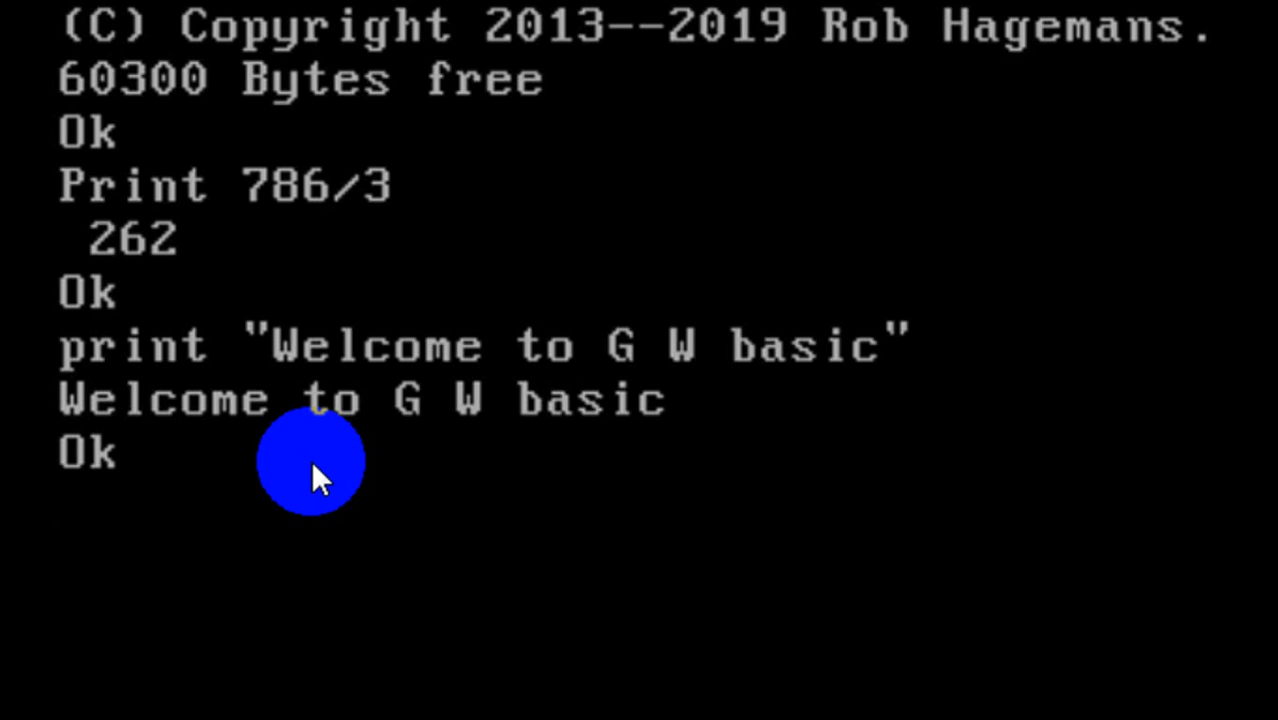 (C) Copyright 2013--2019 Rob Hagemans.
60300 Bytes free
Ok
Print 786/3
 262
Ok
print "Welcome to G W basic"
Welcome to G W basic
Ok